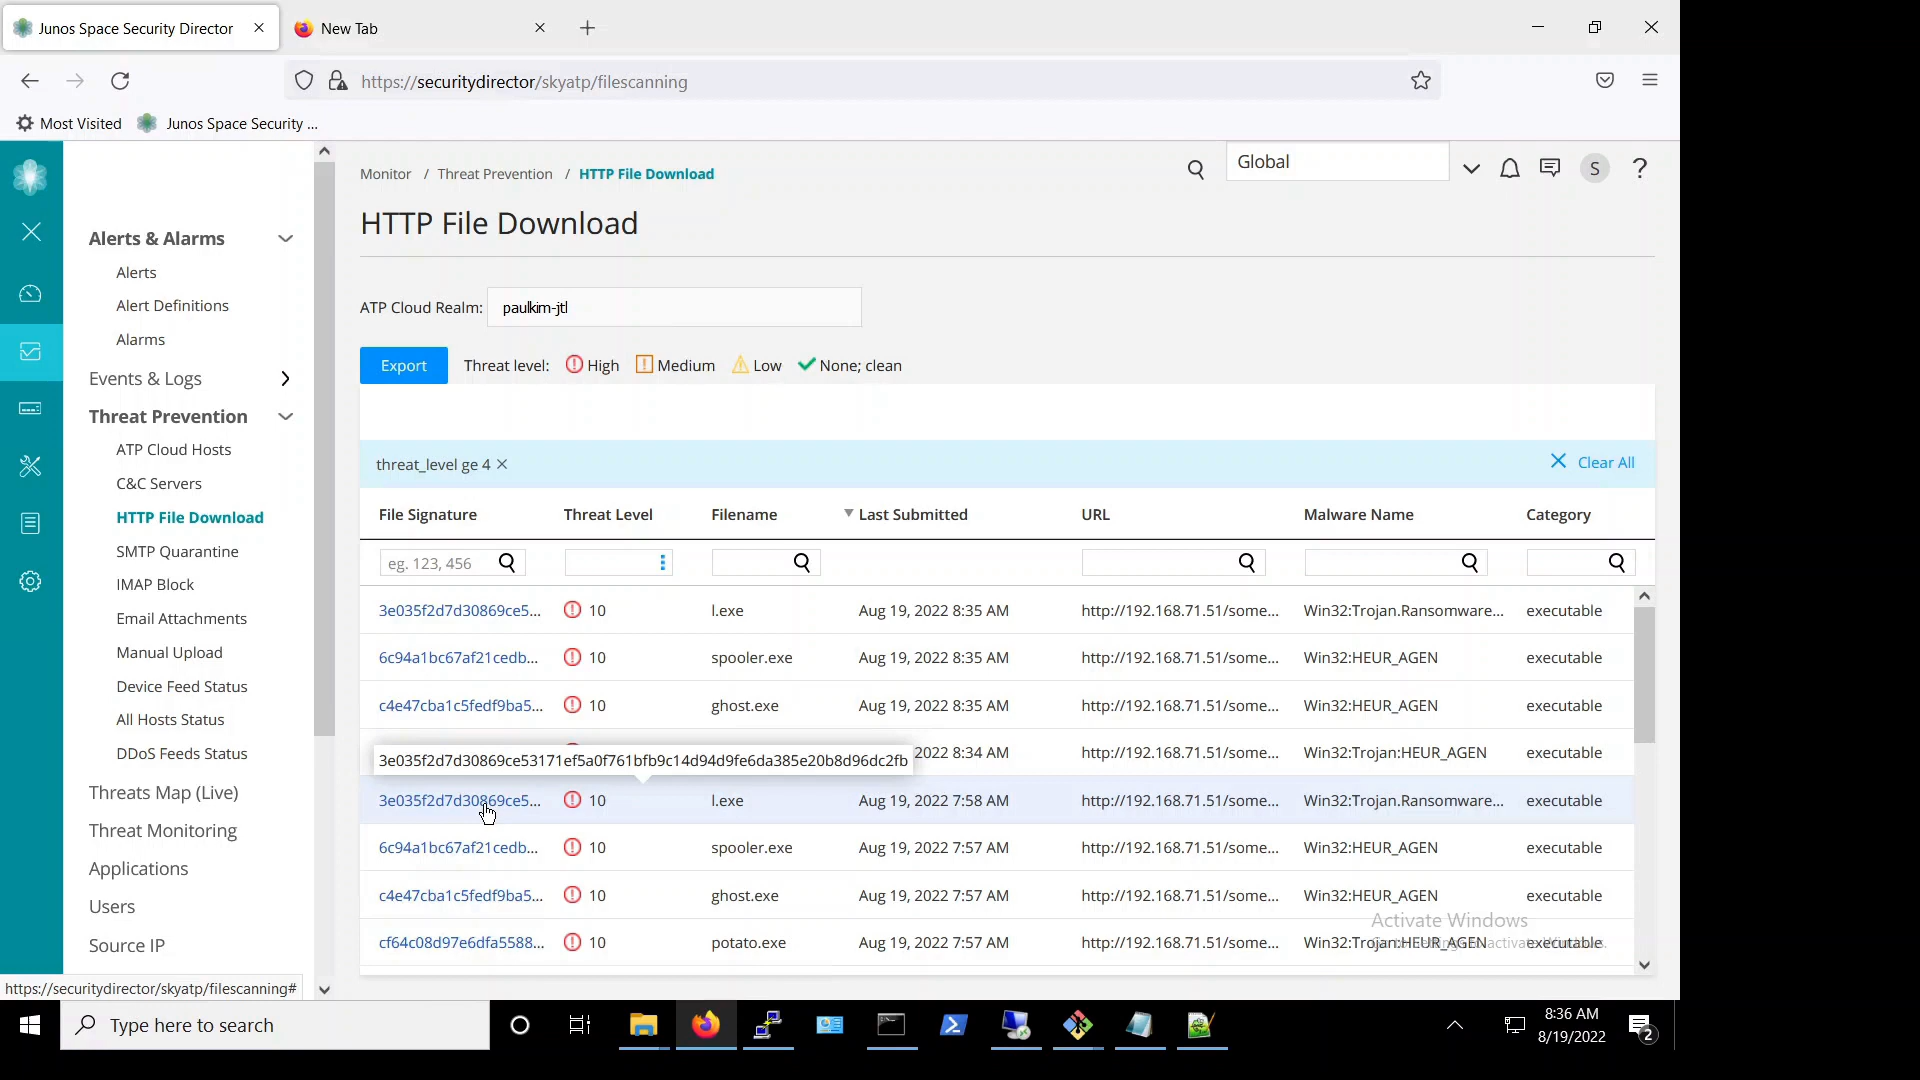 Junos Space Security Director
New Tab
https://securitydirector/skyatp/filescanning
Most Visited
Junos Space Security ...
Monitor / Threat Prevention / HTTP File Download
Global
S
?
HTTP File Download
ATP Cloud Realm: paulkim-jtl
Export
Threat level: High Medium Low None; clean
threat_level ge 4
Clear All
File Signature Threat Level Filename Last Submitted URL Malware Name Category
eg. 123, 456
3e035f2d7d30869ce5... 10 l.exe Aug 19, 2022 8:35 AM http://192.168.71.51/some... Win32:Trojan.Ransomware... executable
6c94a1bc67af21cedb... 10 spooler.exe Aug 19, 2022 8:35 AM http://192.168.71.51/some... Win32:HEUR_AGEN executable
c4e47cba1c5fedf9ba5... 10 ghost.exe Aug 19, 2022 8:35 AM http://192.168.71.51/some... Win32:HEUR_AGEN executable
2022 8:34 AM http://192.168.71.51/some... Win32:Trojan:HEUR_AGEN executable
3e035f2d7d30869ce53171ef5a0f761bfb9c14d94d9fe6da385e20b8d96dc2fb
3e035f2d7d30869ce5... 10 l.exe Aug 19, 2022 7:58 AM http://192.168.71.51/some... Win32:Trojan.Ransomware... executable
6c94a1bc67af21cedb... 10 spooler.exe Aug 19, 2022 7:57 AM http://192.168.71.51/some... Win32:HEUR_AGEN executable
c4e47cba1c5fedf9ba5... 10 ghost.exe Aug 19, 2022 7:57 AM http://192.168.71.51/some... Win32:HEUR_AGEN executable
cf64c08d97e6dfa5588... 10 potato.exe Aug 19, 2022 7:57 AM http://192.168.71.51/some... Win32:Trojan:HEUR_AGEN executable
Activate Windows
Alerts & Alarms
Alerts
Alert Definitions
Alarms
Events & Logs
Threat Prevention
ATP Cloud Hosts
C&C Servers
HTTP File Download
SMTP Quarantine
IMAP Block
Email Attachments
Manual Upload
Device Feed Status
All Hosts Status
DDoS Feeds Status
Threats Map (Live)
Threat Monitoring
Applications
Users
Source IP
https://securitydirector/skyatp/filescanning#
Type here to search
8:36 AM
8/19/2022
2